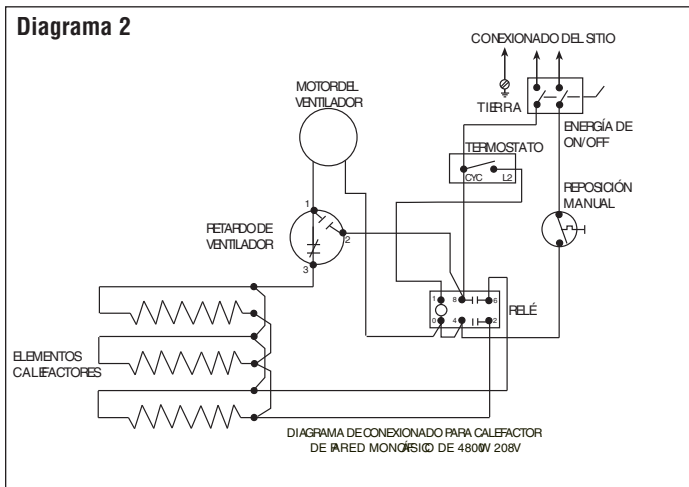 Diagrama 2
CONEXIONADO DEL SITIO
MOTOR DEL
VENTILADOR
TIERRA
ENERGÍA DE
ON/OFF
TERMOSTATO
CYC L2
REPOSICIÓN
MANUAL
1
RETARDO DE
VENTILADOR
2
3
1 8 6
RELÉ
0 4 2
ELEMENTOS
CALEFACTORES
DIAGRAMA DE CONEXIONADO PARA CALEFACTOR
DE PARED MONOFÁSICO DE 4800W 208V